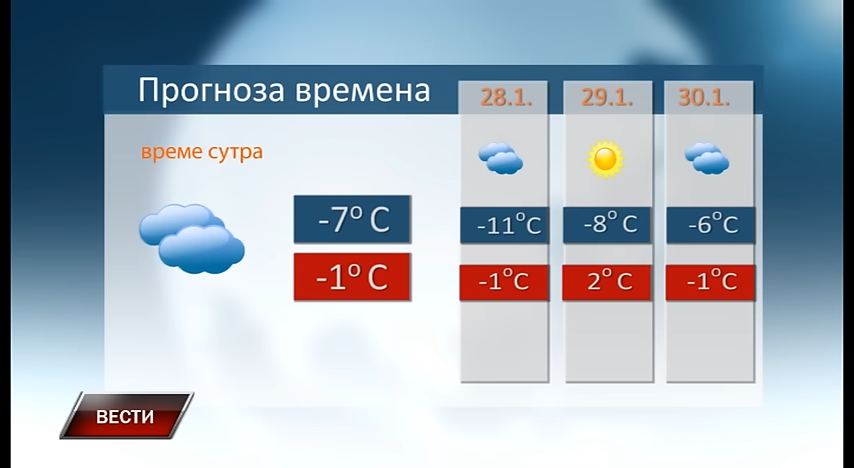 Прогноза времена
време сутра
-7° C
-1° C
28.1.
-11°C
-1°C
29.1.
-8° C
2° C
30.1.
-6°C
-1°C
ВЕСТИ